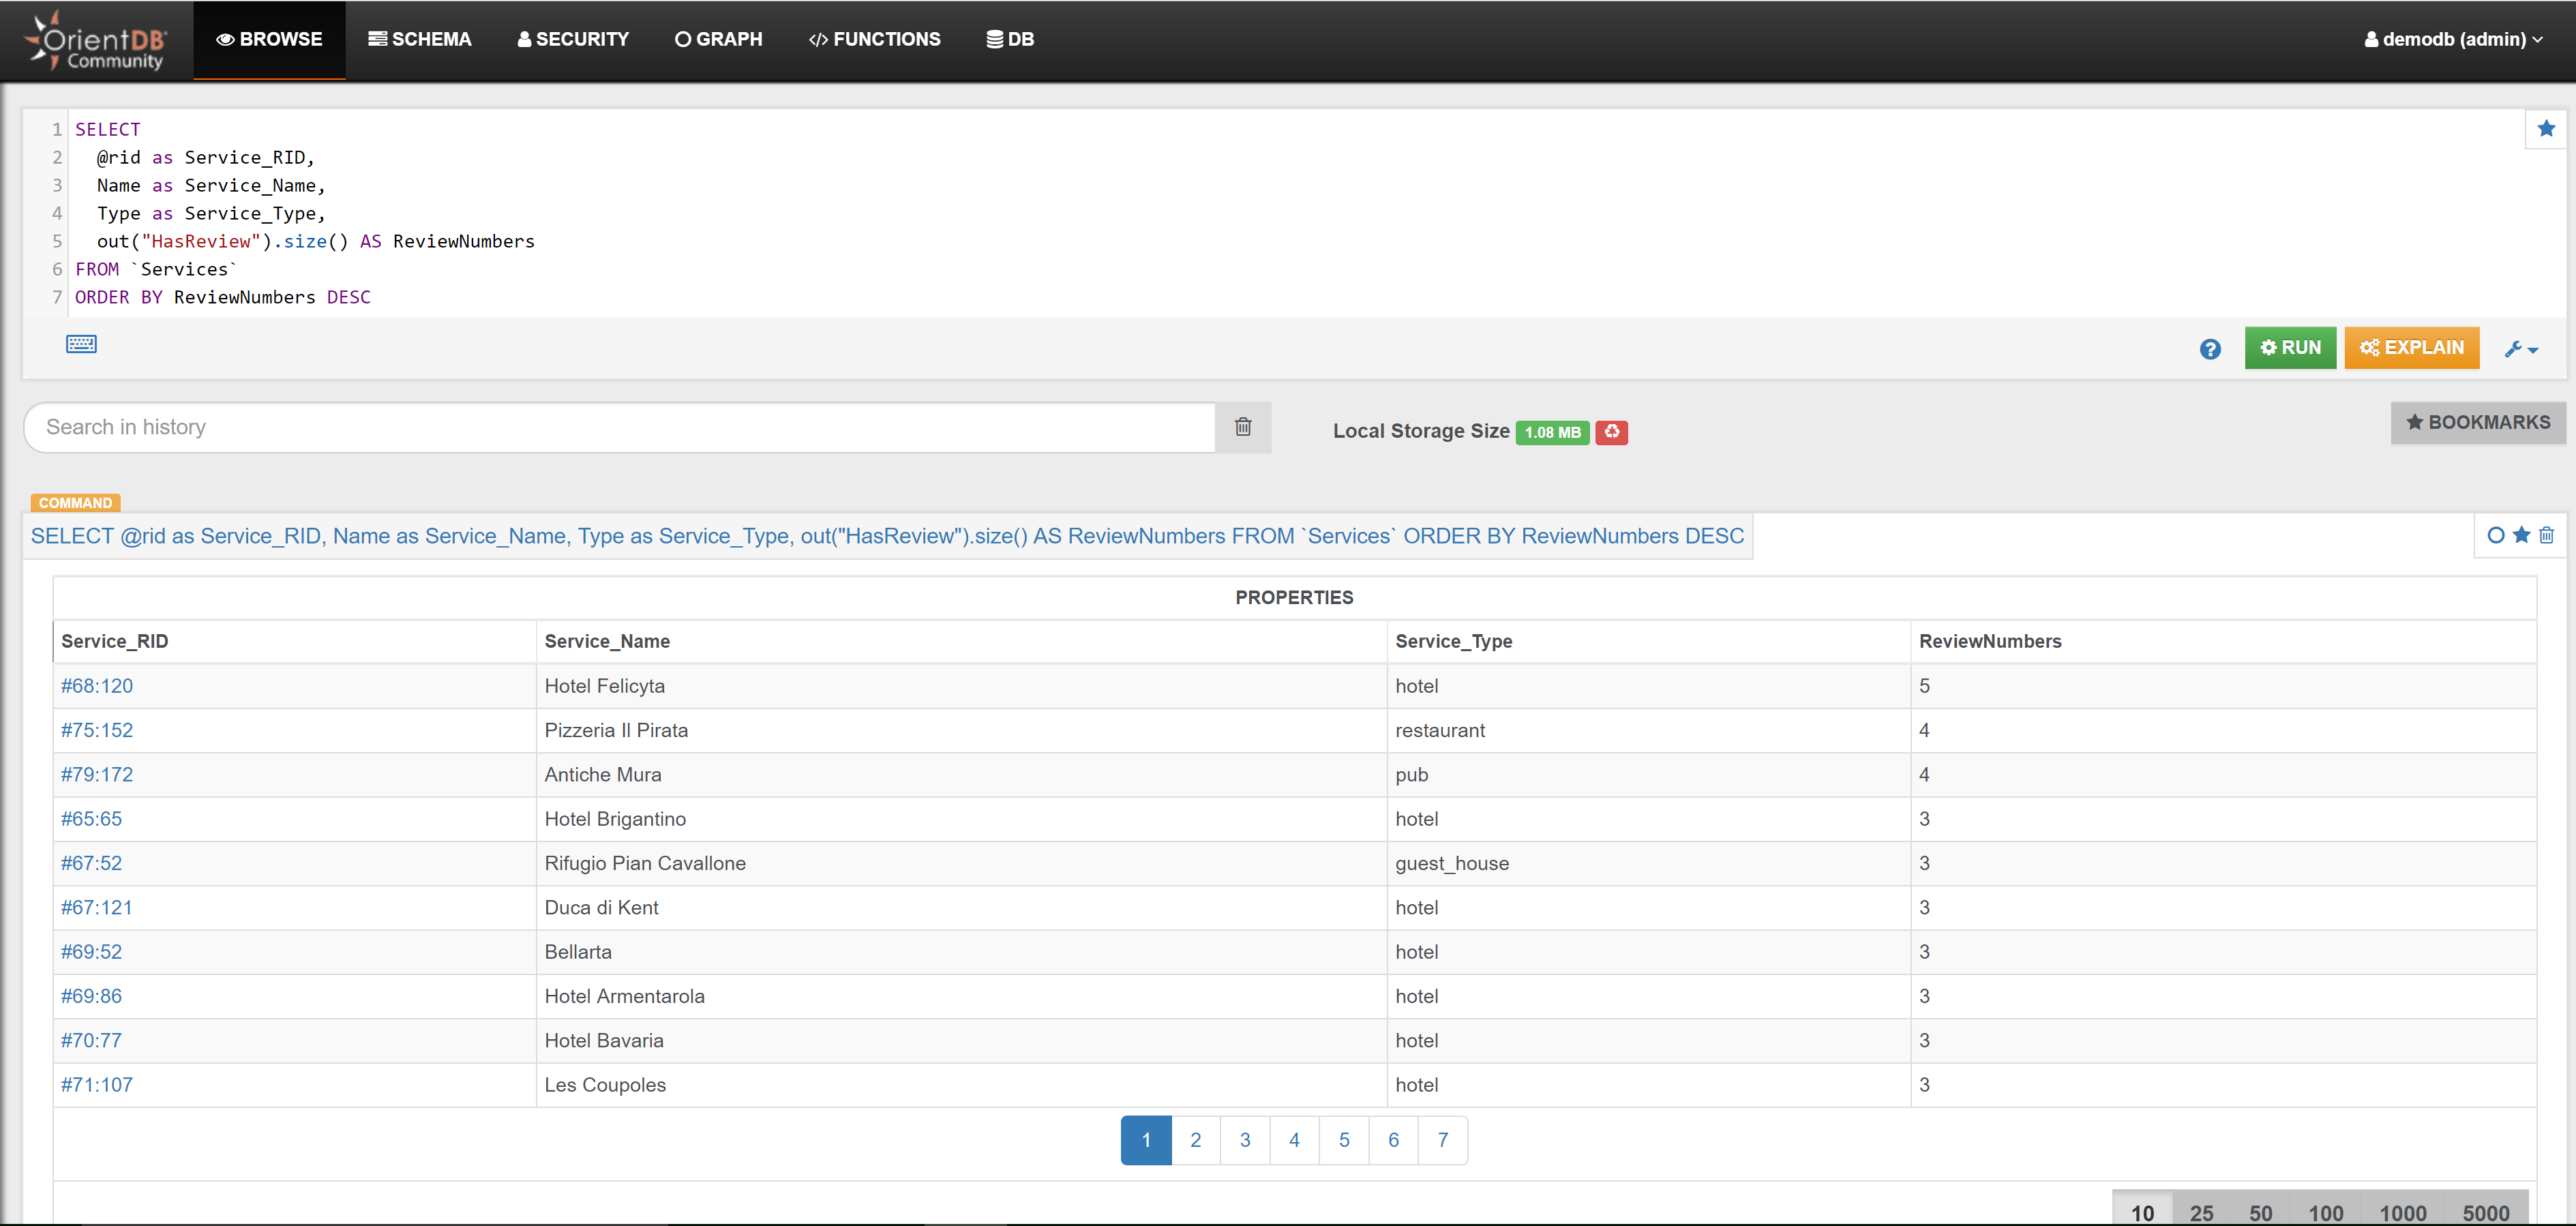 OrientDB®
Community
BROWSE
SCHEMA
SECURITY
GRAPH
FUNCTIONS
DB
demodb (admin)
1 SELECT
2 @rid as Service_RID,
3 Name as Service_Name,
4 Type as Service_Type,
5 out("HasReview").size() AS ReviewNumbers
6 FROM `Services`
7 ORDER BY ReviewNumbers DESC
? RUN EXPLAIN
Search in history
Local Storage Size 1.08 MB
BOOKMARKS
COMMAND
SELECT @rid as Service_RID, Name as Service_Name, Type as Service_Type, out("HasReview").size() AS ReviewNumbers FROM `Services` ORDER BY ReviewNumbers DESC
PROPERTIES
Service_RID Service_Name Service_Type ReviewNumbers
#68:120 Hotel Felicyta hotel 5
#75:152 Pizzeria Il Pirata restaurant 4
#79:172 Antiche Mura pub 4
#65:65 Hotel Brigantino hotel 3
#67:52 Rifugio Pian Cavallone guest_house 3
#67:121 Duca di Kent hotel 3
#69:52 Bellarta hotel 3
#69:86 Hotel Armentarola hotel 3
#70:77 Hotel Bavaria hotel 3
#71:107 Les Coupoles hotel 3
1 2 3 4 5 6 7
10 25 50 100 1000 5000